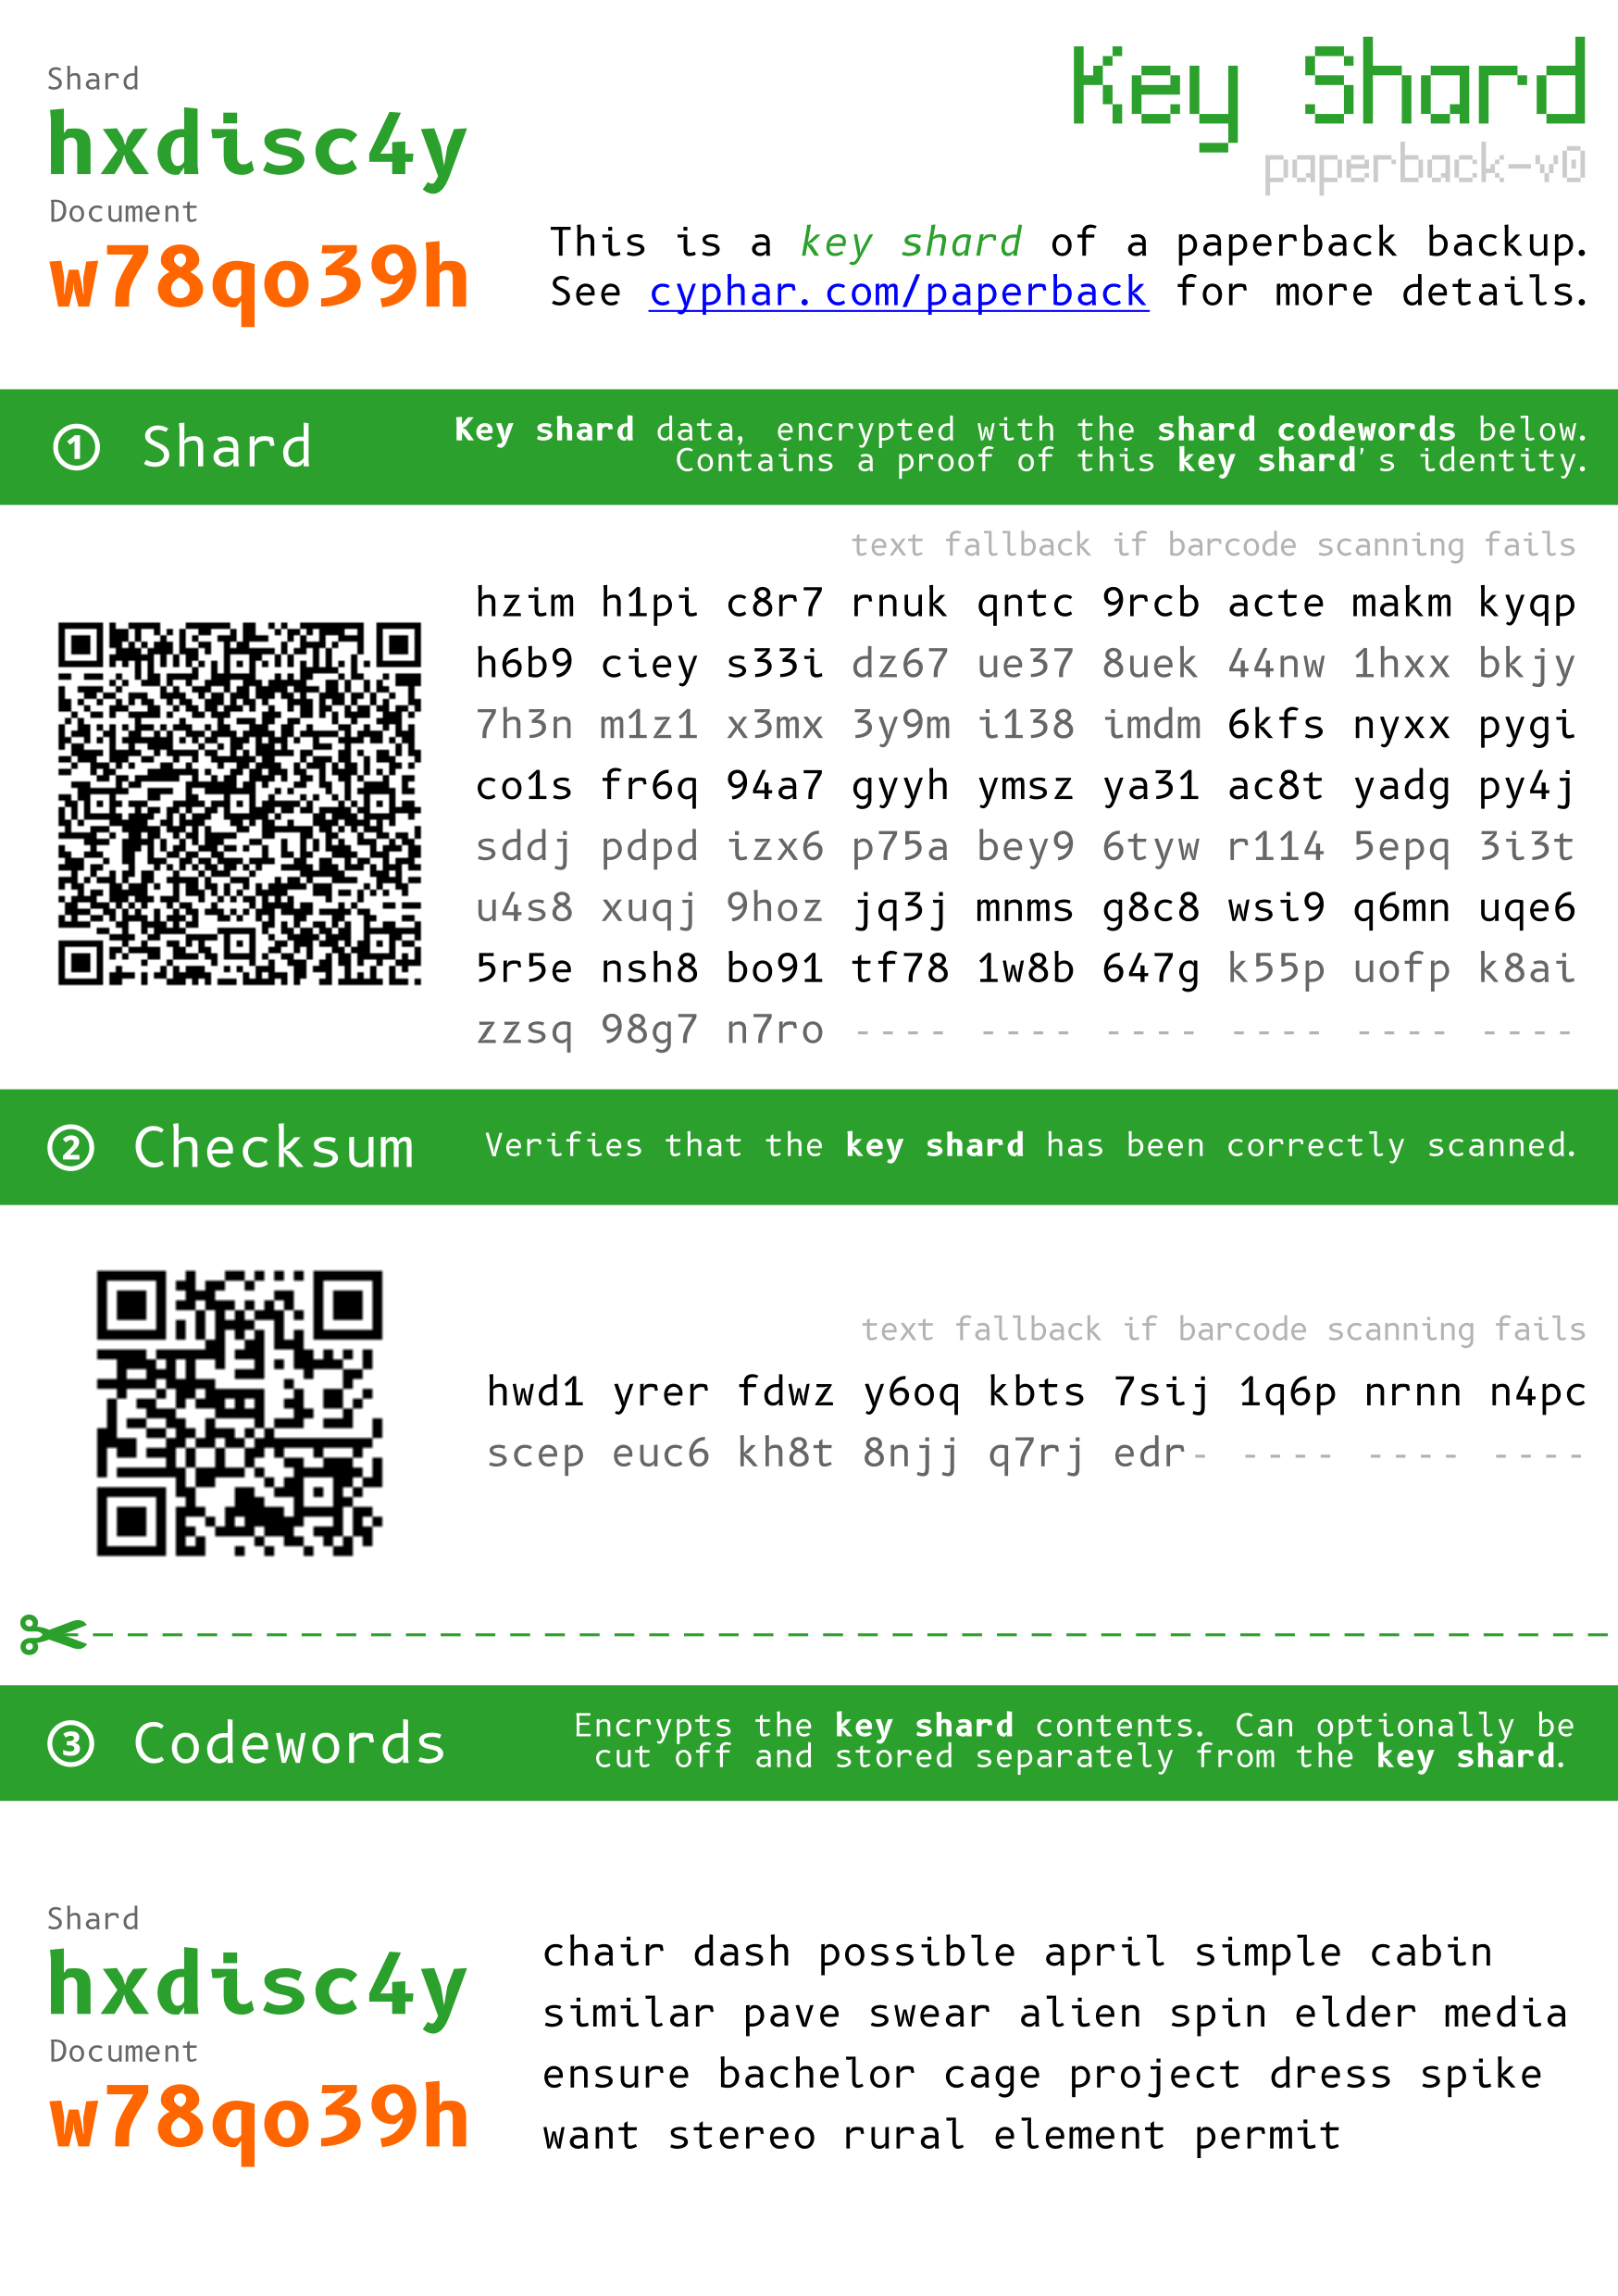 Shard
hxdisc4y
Document
w78qo39h
Key Shard
paperback-v0
This is a key shard of a paperback backup.
See cyphar.com/paperback for more details.
① Shard
Key shard data, encrypted with the shard codewords below.
Contains a proof of this key shard's identity.
text fallback if barcode scanning fails
hzim h1pi c8r7 rnuk qntc 9rcb acte makm kyqp
h6b9 ciey s33i dz67 ue37 8uek 44nw 1hxx bkjy
7h3n m1z1 x3mx 3y9m i138 imdm 6kfs nyxx pygi
co1s fr6q 94a7 gyyh ymsz ya31 ac8t yadg py4j
sddj pdpd izx6 p75a bey9 6tyw r114 5epq 3i3t
u4s8 xuqj 9hoz jq3j mnms g8c8 wsi9 q6mn uqe6
5r5e nsh8 bo91 tf78 1w8b 647g k55p uofp k8ai
zzsq 98g7 n7ro ---- ---- ---- ---- ---- ----
② Checksum
Verifies that the key shard has been correctly scanned.
text fallback if barcode scanning fails
hwd1 yrer fdwz y6oq kbts 7sij 1q6p nrnn n4pc
scep euc6 kh8t 8njj q7rj edr- ---- ---- ----
③ Codewords
Encrypts the key shard contents. Can optionally be
cut off and stored separately from the key shard.
Shard
hxdisc4y
Document
w78qo39h
chair dash possible april simple cabin
similar pave swear alien spin elder media
ensure bachelor cage project dress spike
want stereo rural element permit